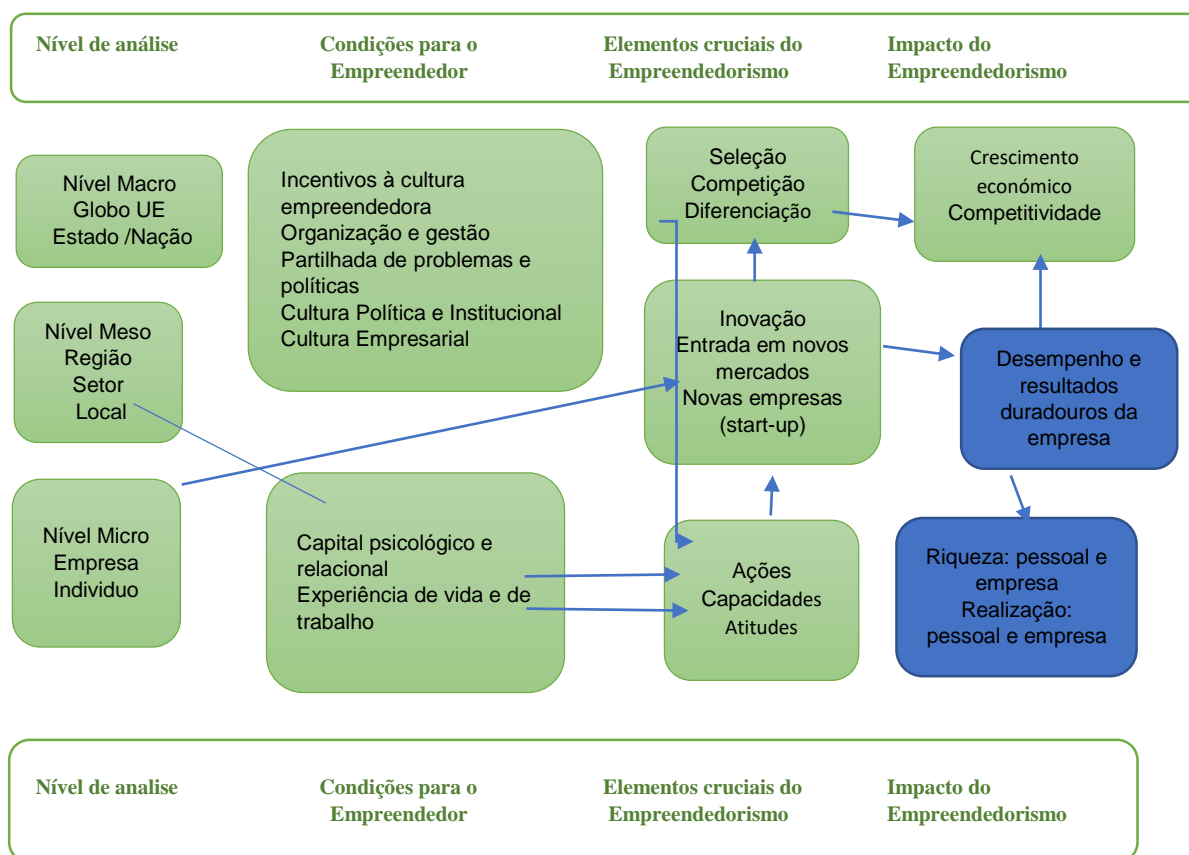 Nível de análise
Condições para o
Empreendedor
Elementos cruciais do
Empreendedorismo
Impacto do
Empreendedorismo
Nível Macro
Globo UE
Estado /Nação
Incentivos à cultura
empreendedora
Organização e gestão
Partilhada de problemas e
políticas
Cultura Política e Institucional
Cultura Empresarial
Seleção
Competição
Diferenciação
Crescimento
económico
Competitividade
Nível Meso
Região
Setor
Local
Inovação
Entrada em novos
mercados
Novas empresas
(start-up)
Desempenho e
resultados
duradouros da
empresa
Nível Micro
Empresa
Individuo
Capital psicológico e
relacional
Experiência de vida e de
trabalho
Ações
Capacidades
Atitudes
Riqueza: pessoal e
empresa
Realização:
pessoal e empresa
Nível de analise
Condições para o
Empreendedor
Elementos cruciais do
Empreendedorismo
Impacto do
Empreendedorismo